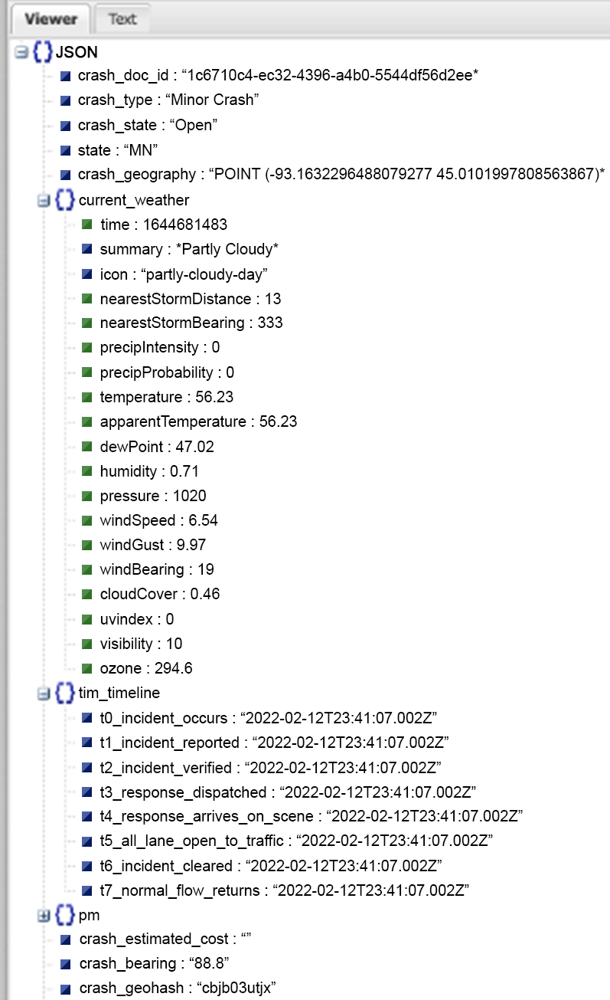 Viewer Text
JSON
crash_doc_id : “1c6710c4-ec32-4396-a4b0-5544df56d2ee*
crash_type : “Minor Crash”
crash_state : “Open”
state : “MN”
crash_geography : “POINT (-93.1632296488079277 45.0101997808563867)*
current_weather
time : 1644681483
summary : *Partly Cloudy*
icon : “partly-cloudy-day”
nearestStormDistance : 13
nearestStormBearing : 333
precipIntensity : 0
precipProbability : 0
temperature : 56.23
apparentTemperature : 56.23
dewPoint : 47.02
humidity : 0.71
pressure : 1020
windSpeed : 6.54
windGust : 9.97
windBearing : 19
cloudCover : 0.46
uvindex : 0
visibility : 10
ozone : 294.6
tim_timeline
t0_incident_occurs : “2022-02-12T23:41:07.002Z”
t1_incident_reported : “2022-02-12T23:41:07.002Z”
t2_incident_verified : “2022-02-12T23:41:07.002Z”
t3_response_dispatched : “2022-02-12T23:41:07.002Z”
t4_response_arrives_on_scene : “2022-02-12T23:41:07.002Z”
t5_all_lane_open_to_traffic : “2022-02-12T23:41:07.002Z”
t6_incident_cleared : “2022-02-12T23:41:07.002Z”
t7_normal_flow_returns : “2022-02-12T23:41:07.002Z”
pm
crash_estimated_cost : “”
crash_bearing : “88.8”
crash_geohash : “cbjb03utjx”